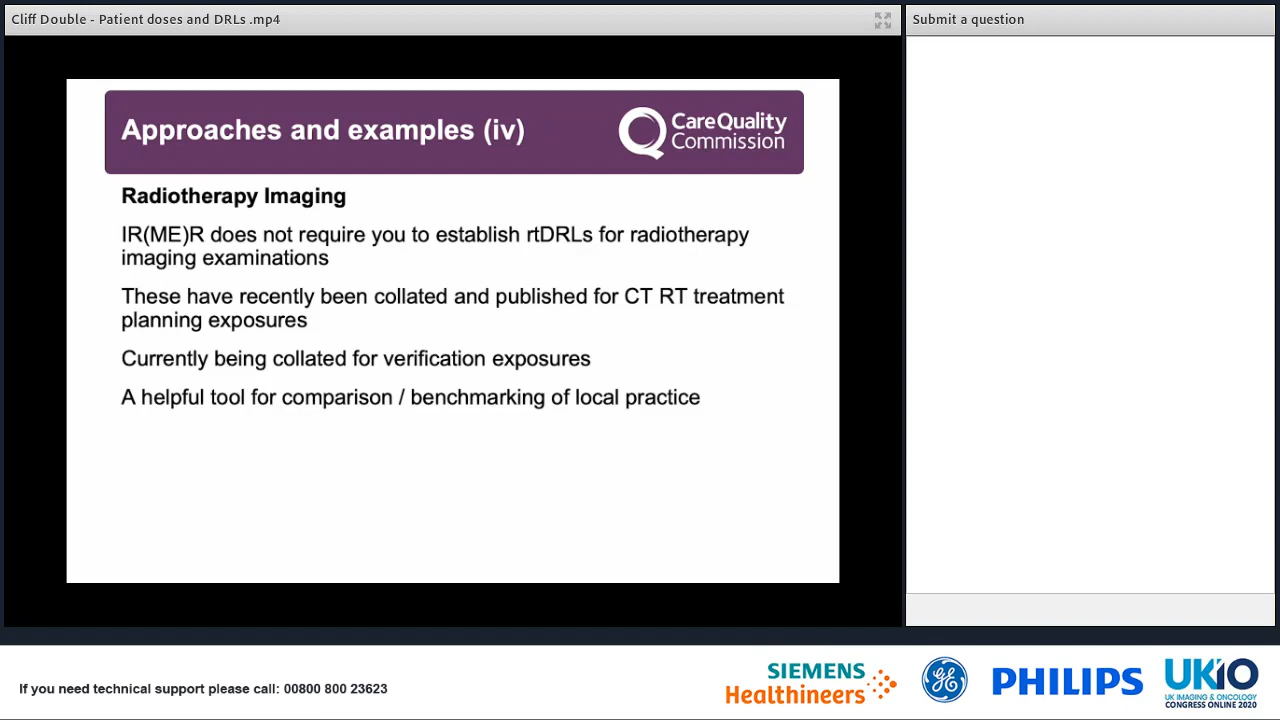 Cliff Double - Patient doses and DRLs .mp4
Submit a question
Approaches and examples (iv)
CareQuality
Commission
Radiotherapy Imaging
IR(ME)R does not require you to establish rtDRLs for radiotherapy
imaging examinations
These have recently been collated and published for CT RT treatment
planning exposures
Currently being collated for verification exposures
A helpful tool for comparison / benchmarking of local practice
If you need technical support please call: 00800 800 23623
SIEMENS
Healthineers
GE
PHILIPS
UKIO
UK IMAGING & ONCOLOGY
CONGRESS ONLINE 2020